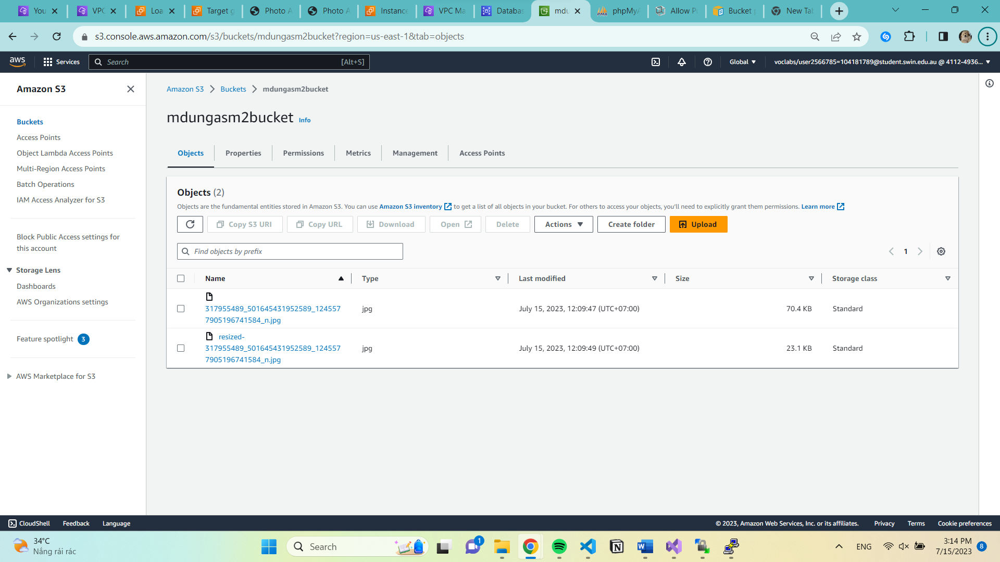 You
VPC
Loa
Target g
Photo A
Photo A
Instance
VPC Ma
Databas
mdu
phpMyA
Allow Pu
Bucket p
New Tab
s3.console.aws.amazon.com/s3/buckets/mdungasm2bucket?region=us-east-1&tab=objects
aws
Services
Search
[Alt+S]
Global
voclabs/user2566785=104181789@student.swin.edu.au @ 4112-4936...
Amazon S3
Amazon S3
Buckets
mdungasm2bucket
mdungasm2bucket
Info
Buckets
Access Points
Object Lambda Access Points
Multi-Region Access Points
Batch Operations
IAM Access Analyzer for S3
Block Public Access settings for
this account
Storage Lens
Dashboards
AWS Organizations settings
Feature spotlight 3
AWS Marketplace for S3
Objects
Properties
Permissions
Metrics
Management
Access Points
Objects (2)
Objects are the fundamental entities stored in Amazon S3. You can use Amazon S3 inventory to get a list of all objects in your bucket. For others to access your objects, you'll need to explicitly grant them permissions. Learn more
Copy S3 URI
Copy URL
Download
Open
Delete
Actions
Create folder
Upload
Find objects by prefix
1
Name
Type
Last modified
Size
Storage class
317955489_501645431952589_124557
7905196741584_n.jpg
jpg
July 15, 2023, 12:09:47 (UTC+07:00)
70.4 KB
Standard
resized-
317955489_501645431952589_124557
7905196741584_n.jpg
jpg
July 15, 2023, 12:09:49 (UTC+07:00)
23.1 KB
Standard
CloudShell
Feedback
Language
© 2023, Amazon Web Services, Inc. or its affiliates.
Privacy
Terms
Cookie preferences
34°C
Nắng rải rác
Search
1
ENG
3:14 PM
7/15/2023
8